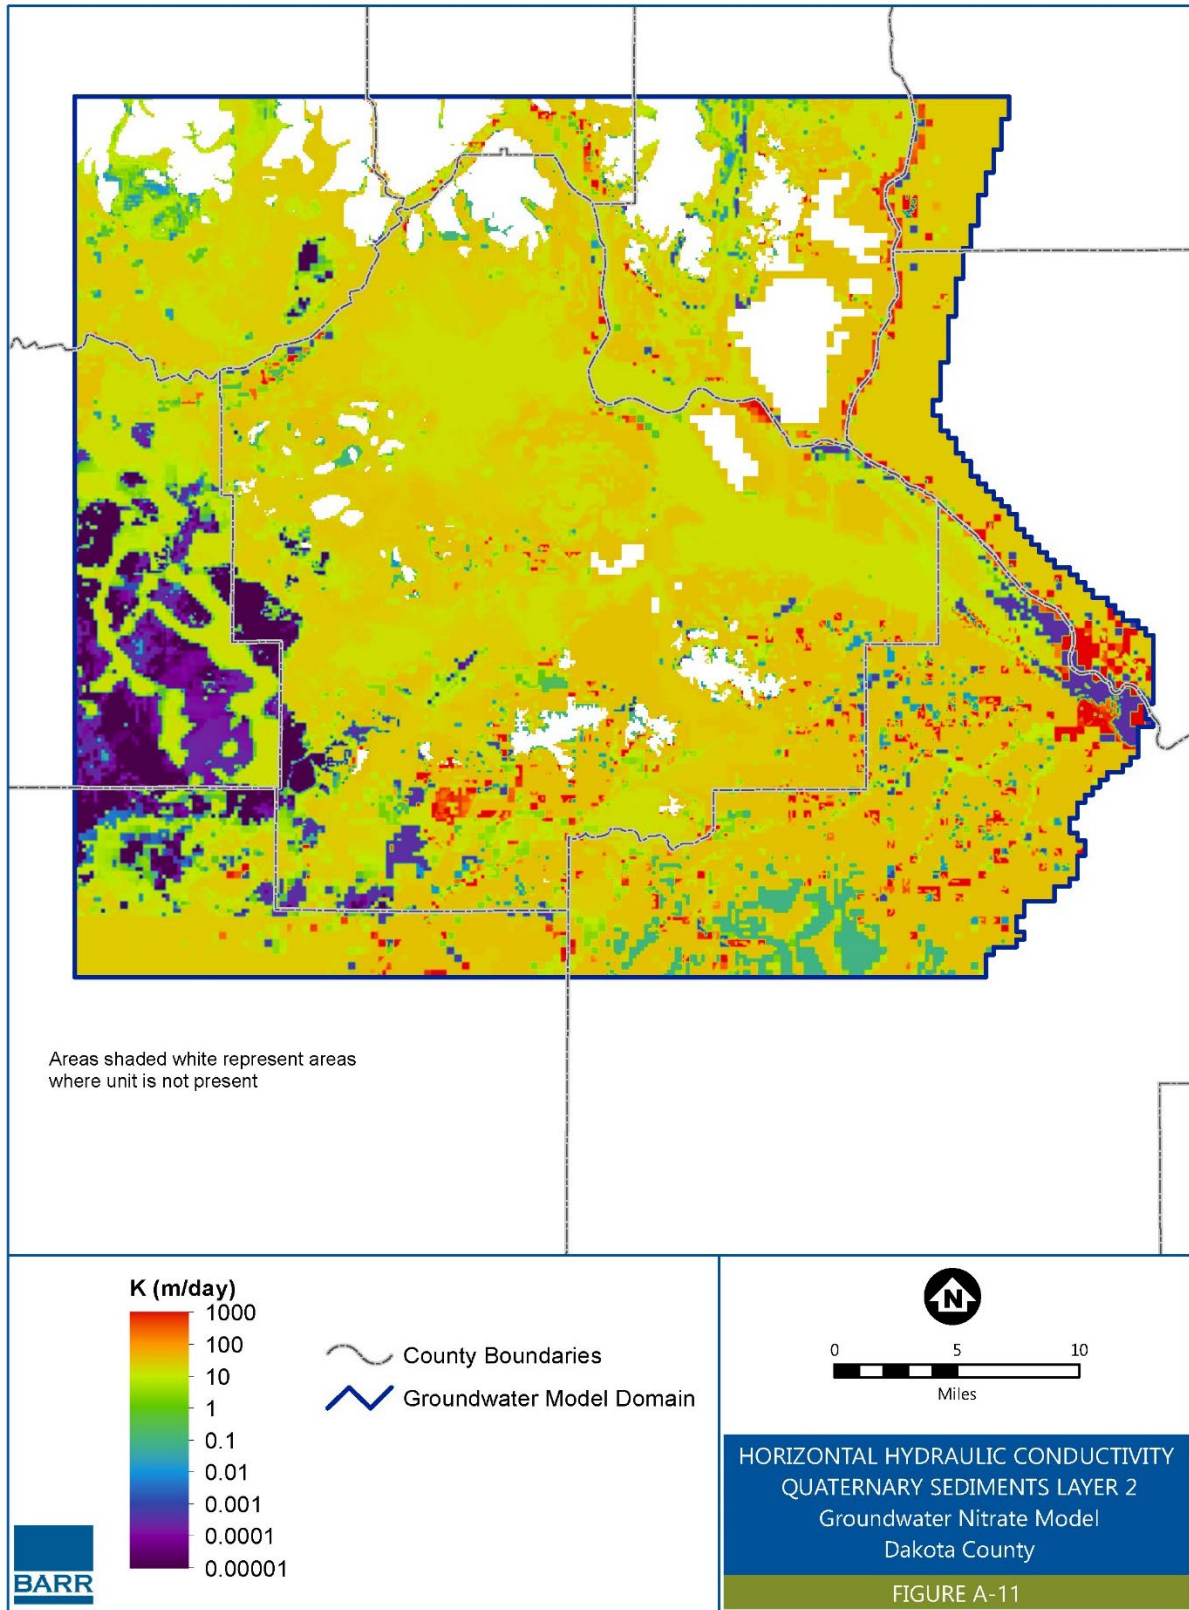 Areas shaded white represent areas
where unit is not present
K (m/day)
1000
100
10
1
0.1
0.01
0.001
0.0001
0.00001
County Boundaries
Groundwater Model Domain
N
0 5 10
Miles
HORIZONTAL HYDRAULIC CONDUCTIVITY
QUATERNARY SEDIMENTS LAYER 2
Groundwater Nitrate Model
Dakota County
FIGURE A-11
BARR